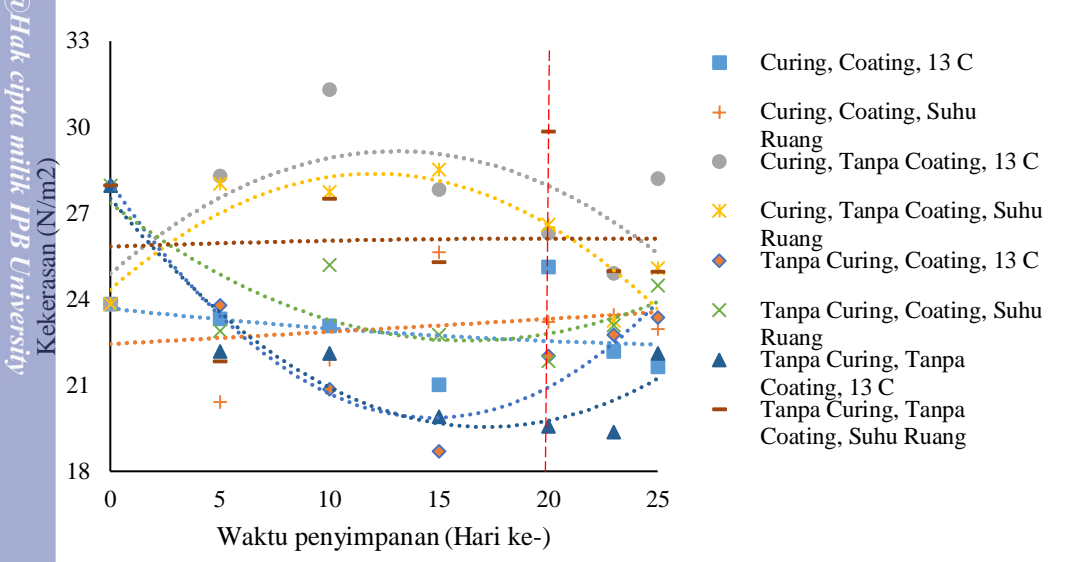 @Hak cipta milik IPB University
Kekerasan (N/m2)
33
30
27
24
21
18
0 5 10 15 20 25
Waktu penyimpanan (Hari ke-)
Curing, Coating, 13 C
Curing, Coating, Suhu
Ruang
Curing, Tanpa Coating, 13 C
Curing, Tanpa Coating, Suhu
Ruang
Tanpa Curing, Coating, 13 C
Tanpa Curing, Coating, Suhu
Ruang
Tanpa Curing, Tanpa
Coating, 13 C
Tanpa Curing, Tanpa
Coating, Suhu Ruang